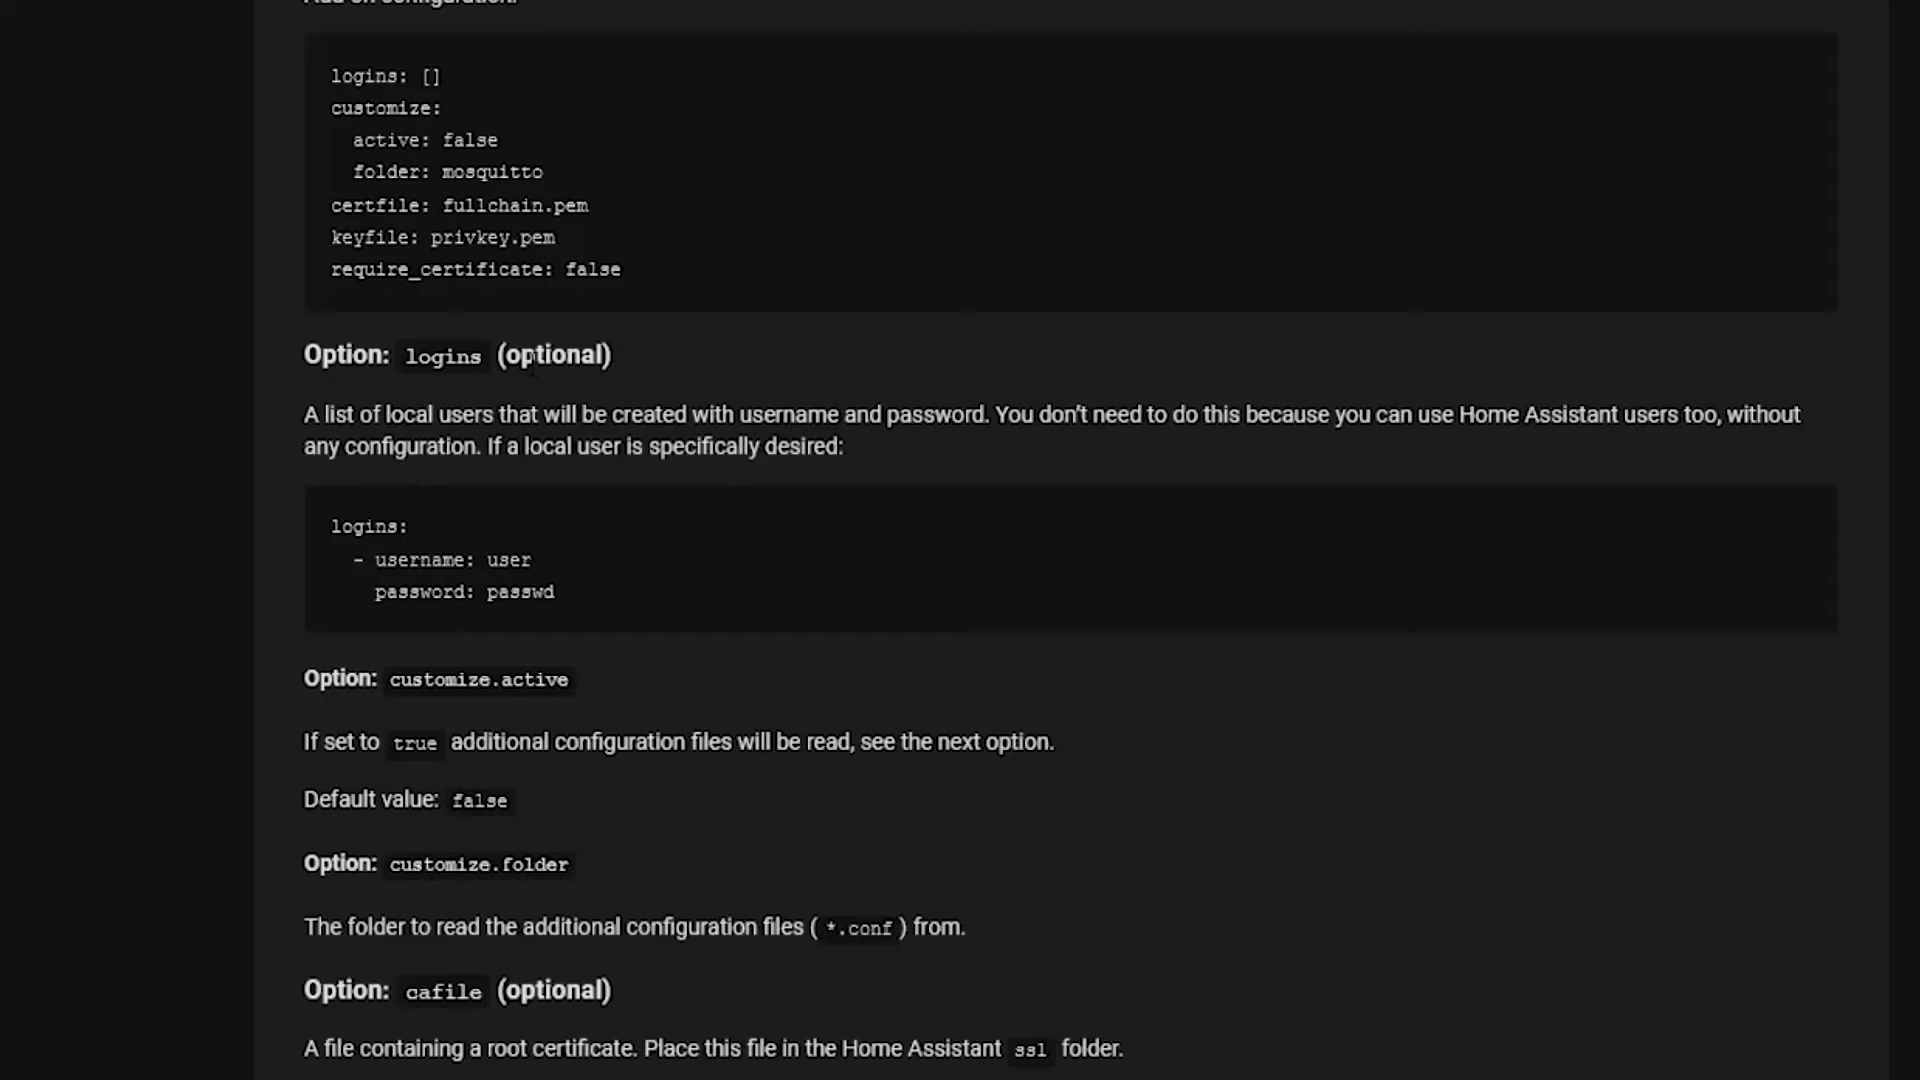 Add-on configuration:
logins: []
customize:
  active: false
  folder: mosquitto
certfile: fullchain.pem
keyfile: privkey.pem
require_certificate: false
Option: logins (optional)
A list of local users that will be created with username and password. You don't need to do this because you can use Home Assistant users too, without
any configuration. If a local user is specifically desired:
logins:
  - username: user
    password: passwd
Option: customize.active
If set to true additional configuration files will be read, see the next option.
Default value: false
Option: customize.folder
The folder to read the additional configuration files ( *.conf ) from.
Option: cafile (optional)
A file containing a root certificate. Place this file in the Home Assistant ssl folder.